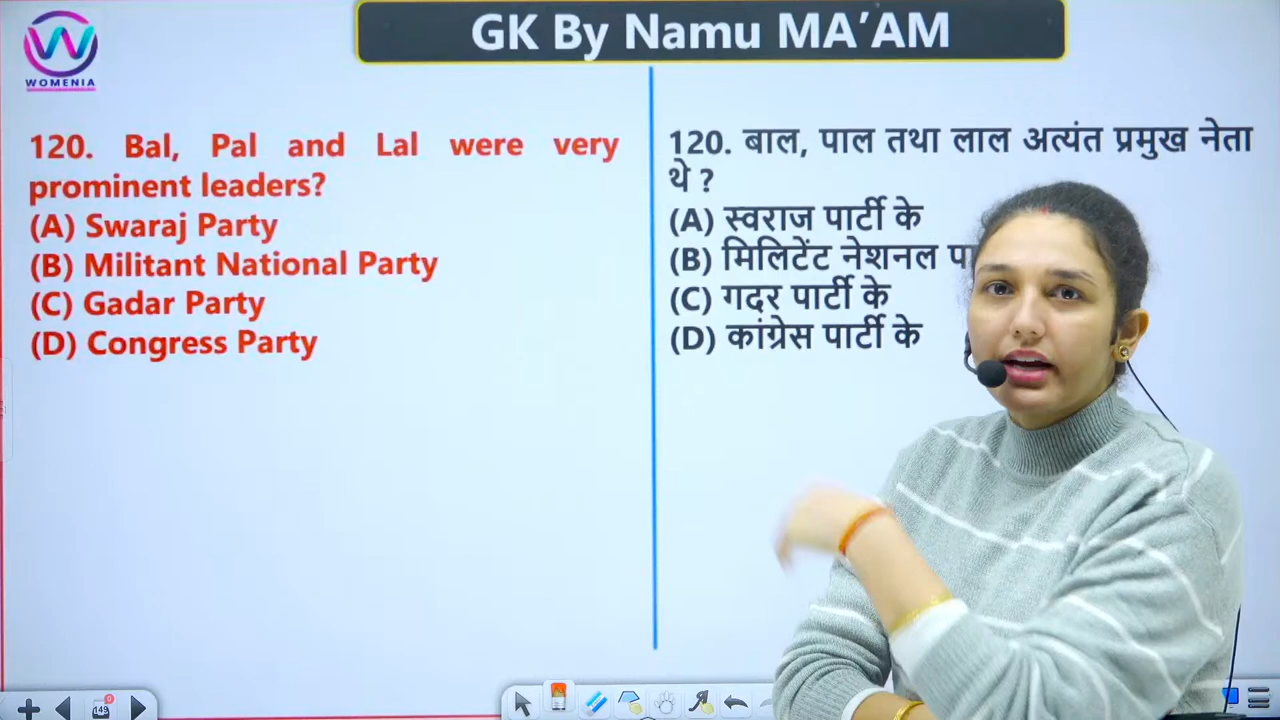 GK By Namu MA’AM
WOMENIA
120. Bal, Pal and Lal were very
prominent leaders?
(A) Swaraj Party
(B) Militant National Party
(C) Gadar Party
(D) Congress Party
120. बाल, पाल तथा लाल अत्यंत प्रमुख नेता
थे ?
(A) स्वराज पार्टी के
(B) मिलिटेंट नेशनल
(C) गदर पार्टी के
(D) कांग्रेस पार्टी के
149